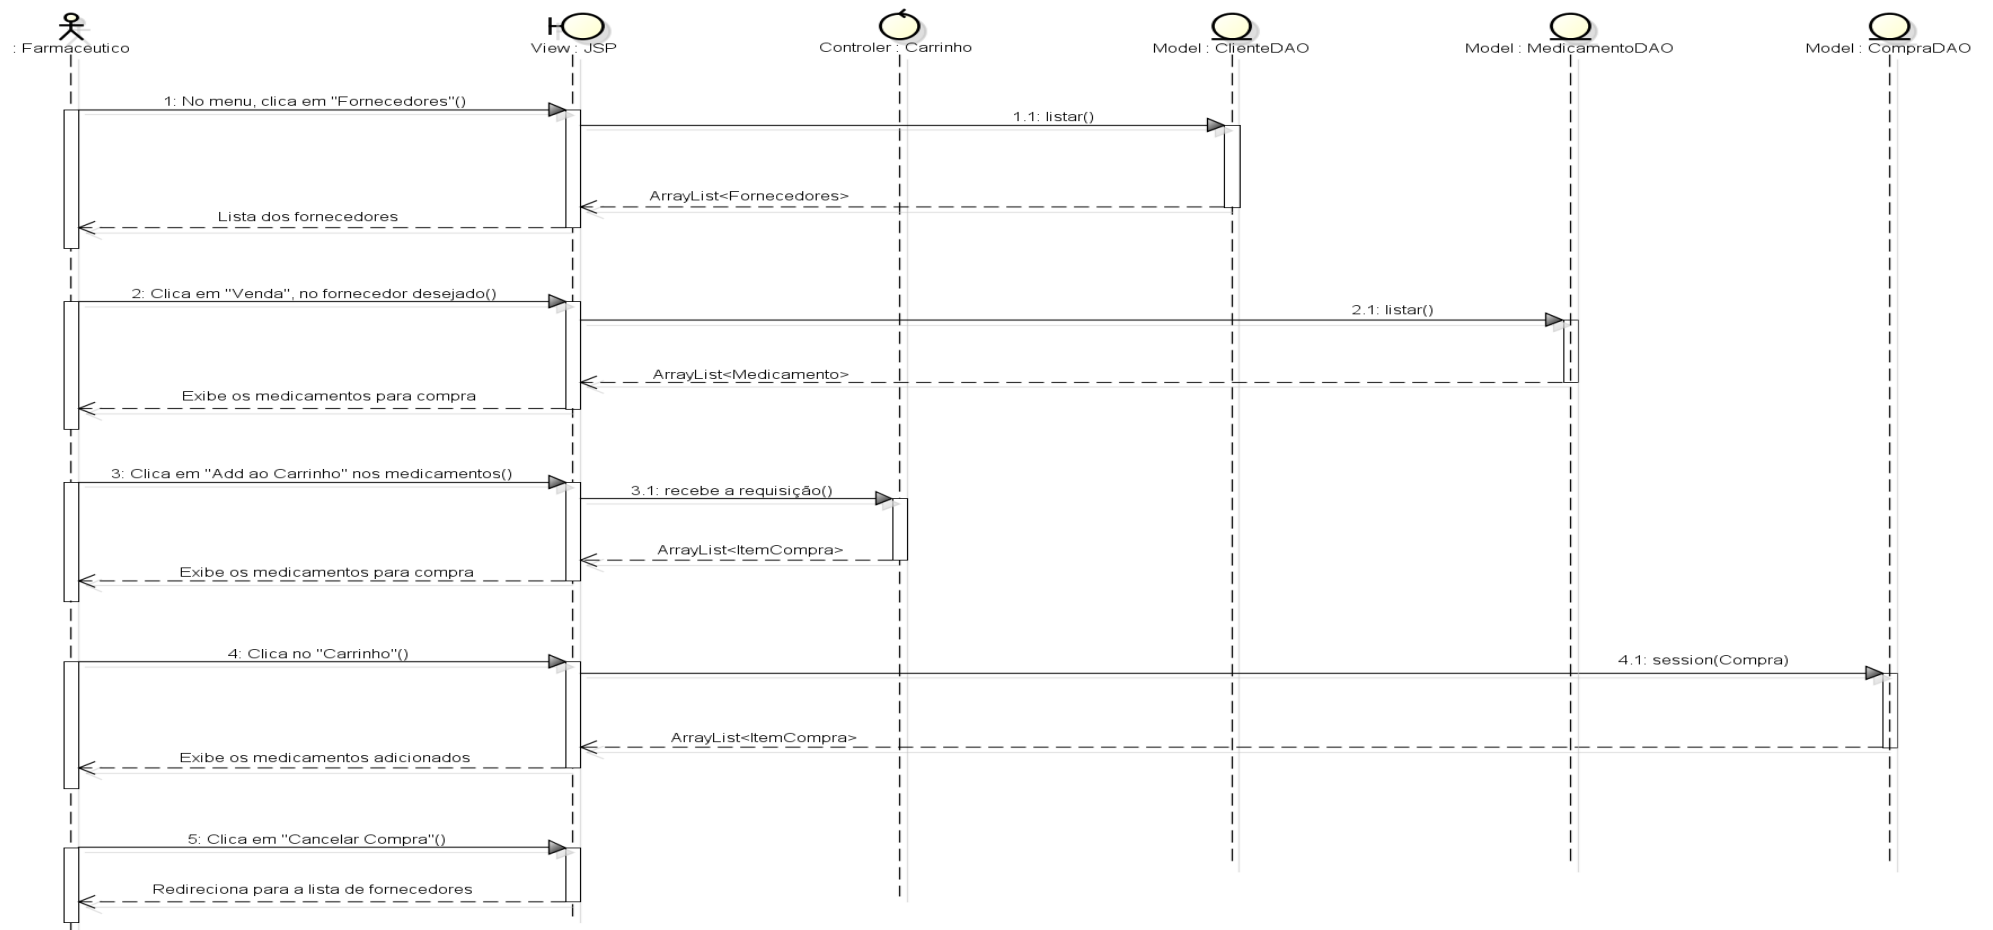 : Farmaceutico
View : JSP
Controler : Carrinho
Model : ClienteDAO
Model : MedicamentoDAO
Model : CompraDAO
1: No menu, clica em "Fornecedores"()
1.1: listar()
ArrayList<Fornecedores>
Lista dos fornecedores
2: Clica em "Venda", no fornecedor desejado()
2.1: listar()
ArrayList<Medicamento>
Exibe os medicamentos para compra
3: Clica em "Add ao Carrinho" nos medicamentos()
3.1: recebe a requisição()
ArrayList<ItemCompra>
Exibe os medicamentos para compra
4: Clica no "Carrinho"()
4.1: session(Compra)
ArrayList<ItemCompra>
Exibe os medicamentos adicionados
5: Clica em "Cancelar Compra"()
Redireciona para a lista de fornecedores